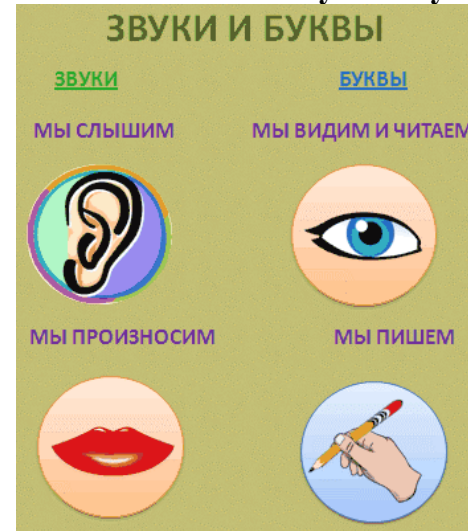 ЗВУКИ И БУКВЫ
ЗВУКИ БУКВЫ
МЫ СЛЫШИМ МЫ ВИДИМ И ЧИТАЕМ
МЫ ПРОИЗНОСИМ МЫ ПИШЕМ